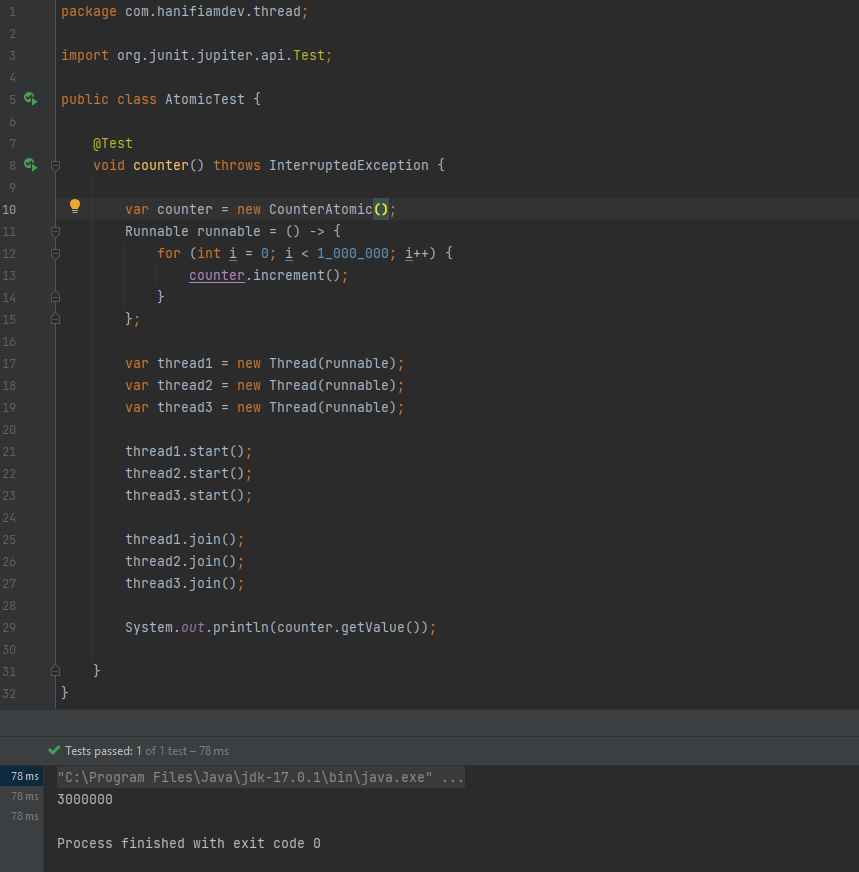 1 package com.hanifiamdev.thread;
2
3 import org.junit.jupiter.api.Test;
4
5 public class AtomicTest {
6
7 @Test
8 void counter() throws InterruptedException {
9
10 var counter = new CounterAtomic();
11 Runnable runnable = () -> {
12 for (int i = 0; i < 1_000_000; i++) {
13 counter.increment();
14 }
15 };
16
17 var thread1 = new Thread(runnable);
18 var thread2 = new Thread(runnable);
19 var thread3 = new Thread(runnable);
20
21 thread1.start();
22 thread2.start();
23 thread3.start();
24
25 thread1.join();
26 thread2.join();
27 thread3.join();
28
29 System.out.println(counter.getValue());
30
31 }
32 }
Tests passed: 1 of 1 test – 78 ms
78 ms "C:\Program Files\Java\jdk-17.0.1\bin\java.exe" ...
78 ms 3000000
78 ms
Process finished with exit code 0